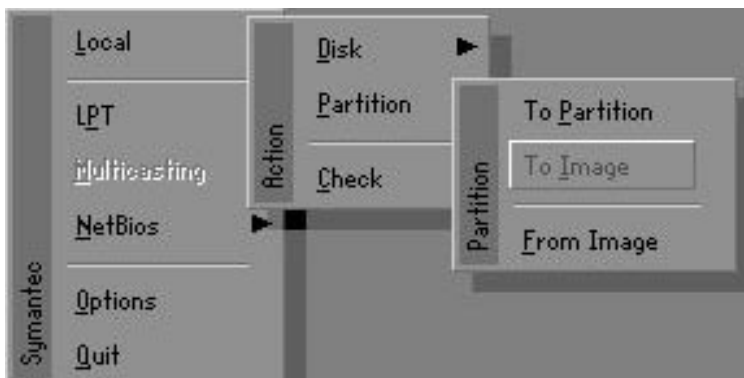 Local
LPT
Multicasting
NetBios
Options
Quit
Symantec
Disk
Partition
Check
Action
To Partition
To Image
From Image
Partition